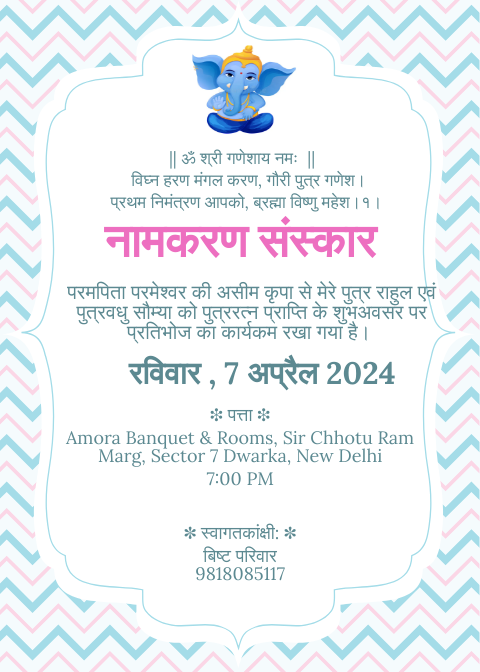 || ॐ श्री गणेशाय नमः ||
विघ्न हरण मंगल करण, गौरी पुत्र गणेश।
प्रथम निमंत्रण आपको, ब्रह्मा विष्णु महेश।१।
नामकरण संस्कार
परमपिता परमेश्वर की असीम कृपा से मेरे पुत्र राहुल एवं
पुत्रवधु सौम्या को पुत्ररत्न प्राप्ति के शुभअवसर पर
प्रतिभोज का कार्यकम रखा गया है।
रविवार , 7 अप्रैल 2024
❇ पत्ता ❇
Amora Banquet & Rooms, Sir Chhotu Ram
Marg, Sector 7 Dwarka, New Delhi
7:00 PM
❇ स्वागतकांक्षी: ❇
बिष्ट परिवार
9818085117